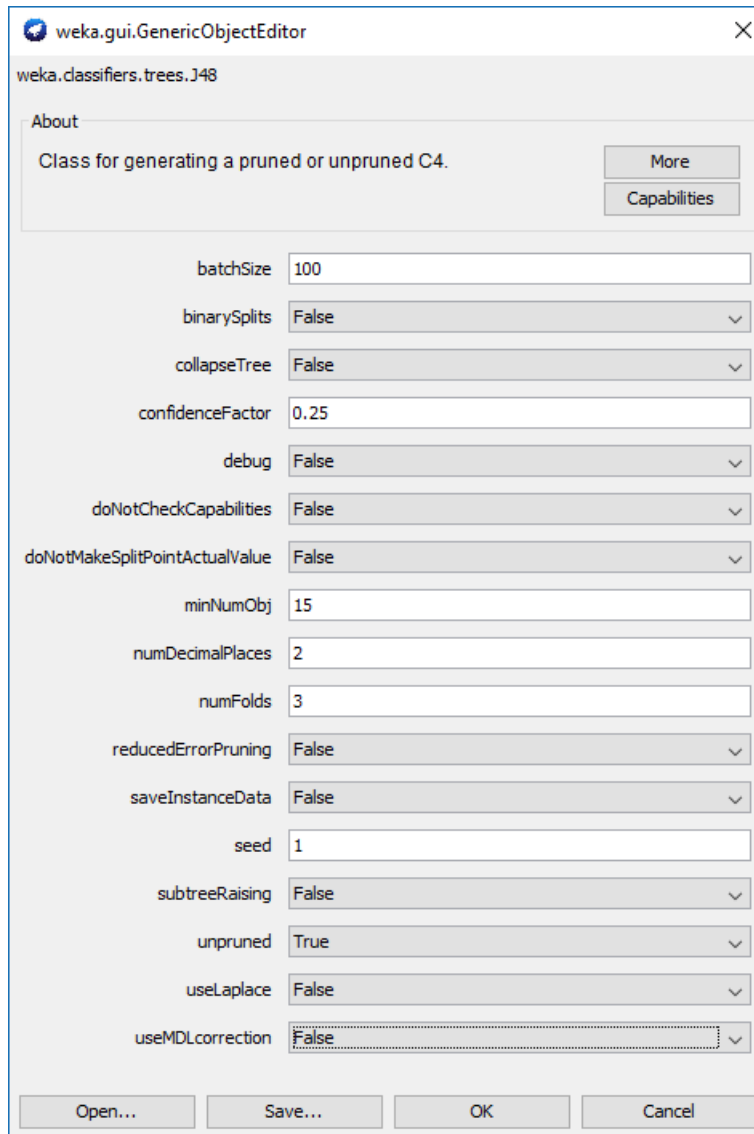 weka.gui.GenericObjectEditor
weka.classifiers.trees.J48
About
Class for generating a pruned or unpruned C4.
More
Capabilities
batchSize 100
binarySplits False
collapseTree False
confidenceFactor 0.25
debug False
doNotCheckCapabilities False
doNotMakeSplitPointActualValue False
minNumObj 15
numDecimalPlaces 2
numFolds 3
reducedErrorPruning False
saveInstanceData False
seed 1
subtreeRaising False
unpruned True
useLaplace False
useMDLcorrection False
Open... Save... OK Cancel